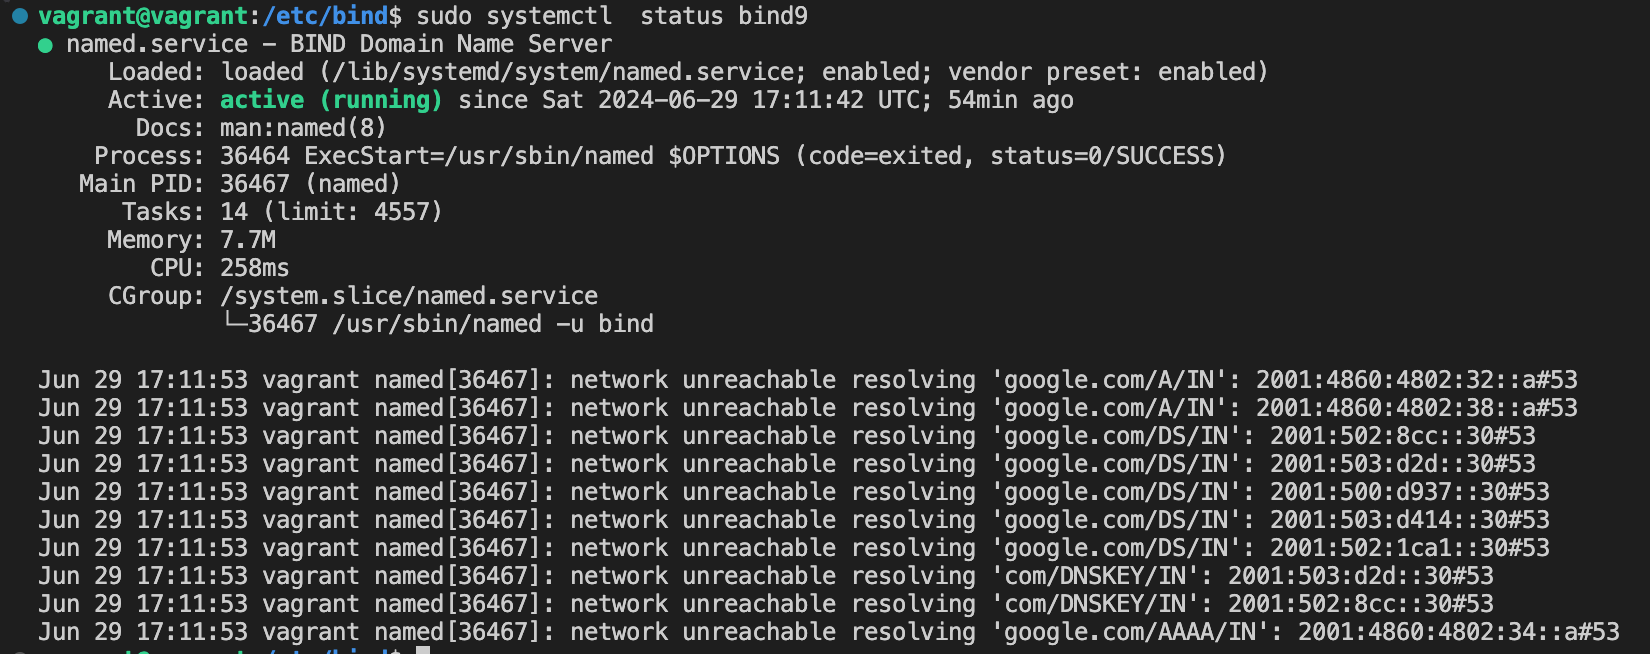 vagrant@vagrant:/etc/bind$ sudo systemctl  status bind9
● named.service - BIND Domain Name Server
     Loaded: loaded (/lib/systemd/system/named.service; enabled; vendor preset: enabled)
     Active: active (running) since Sat 2024-06-29 17:11:42 UTC; 54min ago
       Docs: man:named(8)
    Process: 36464 ExecStart=/usr/sbin/named $OPTIONS (code=exited, status=0/SUCCESS)
   Main PID: 36467 (named)
      Tasks: 14 (limit: 4557)
     Memory: 7.7M
        CPU: 258ms
     CGroup: /system.slice/named.service
             └─36467 /usr/sbin/named -u bind

Jun 29 17:11:53 vagrant named[36467]: network unreachable resolving 'google.com/A/IN': 2001:4860:4802:32::a#53
Jun 29 17:11:53 vagrant named[36467]: network unreachable resolving 'google.com/A/IN': 2001:4860:4802:38::a#53
Jun 29 17:11:53 vagrant named[36467]: network unreachable resolving 'google.com/DS/IN': 2001:502:8cc::30#53
Jun 29 17:11:53 vagrant named[36467]: network unreachable resolving 'google.com/DS/IN': 2001:503:d2d::30#53
Jun 29 17:11:53 vagrant named[36467]: network unreachable resolving 'google.com/DS/IN': 2001:500:d937::30#53
Jun 29 17:11:53 vagrant named[36467]: network unreachable resolving 'google.com/DS/IN': 2001:503:d414::30#53
Jun 29 17:11:53 vagrant named[36467]: network unreachable resolving 'google.com/DS/IN': 2001:502:1ca1::30#53
Jun 29 17:11:53 vagrant named[36467]: network unreachable resolving 'com/DNSKEY/IN': 2001:503:d2d::30#53
Jun 29 17:11:53 vagrant named[36467]: network unreachable resolving 'com/DNSKEY/IN': 2001:502:8cc::30#53
Jun 29 17:11:53 vagrant named[36467]: network unreachable resolving 'google.com/AAAA/IN': 2001:4860:4802:34::a#53